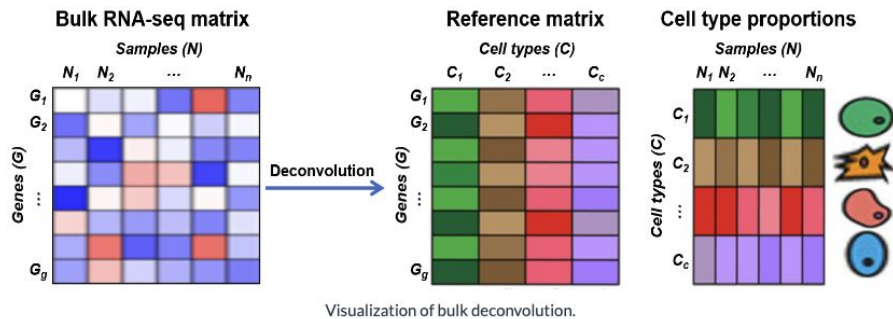 Bulk RNA-seq matrix
Samples (N)
N1 N2 ... Nn
G1
G2
⋮
Gg
Genes (G)
Deconvolution
Reference matrix
Cell types (C)
C1 C2 ... Cc
G1
G2
⋮
Gg
Genes (G)
Cell type proportions
Samples (N)
N1 N2 ... Nn
C1
C2
⋮
Cc
Cell types (C)
Visualization of bulk deconvolution.